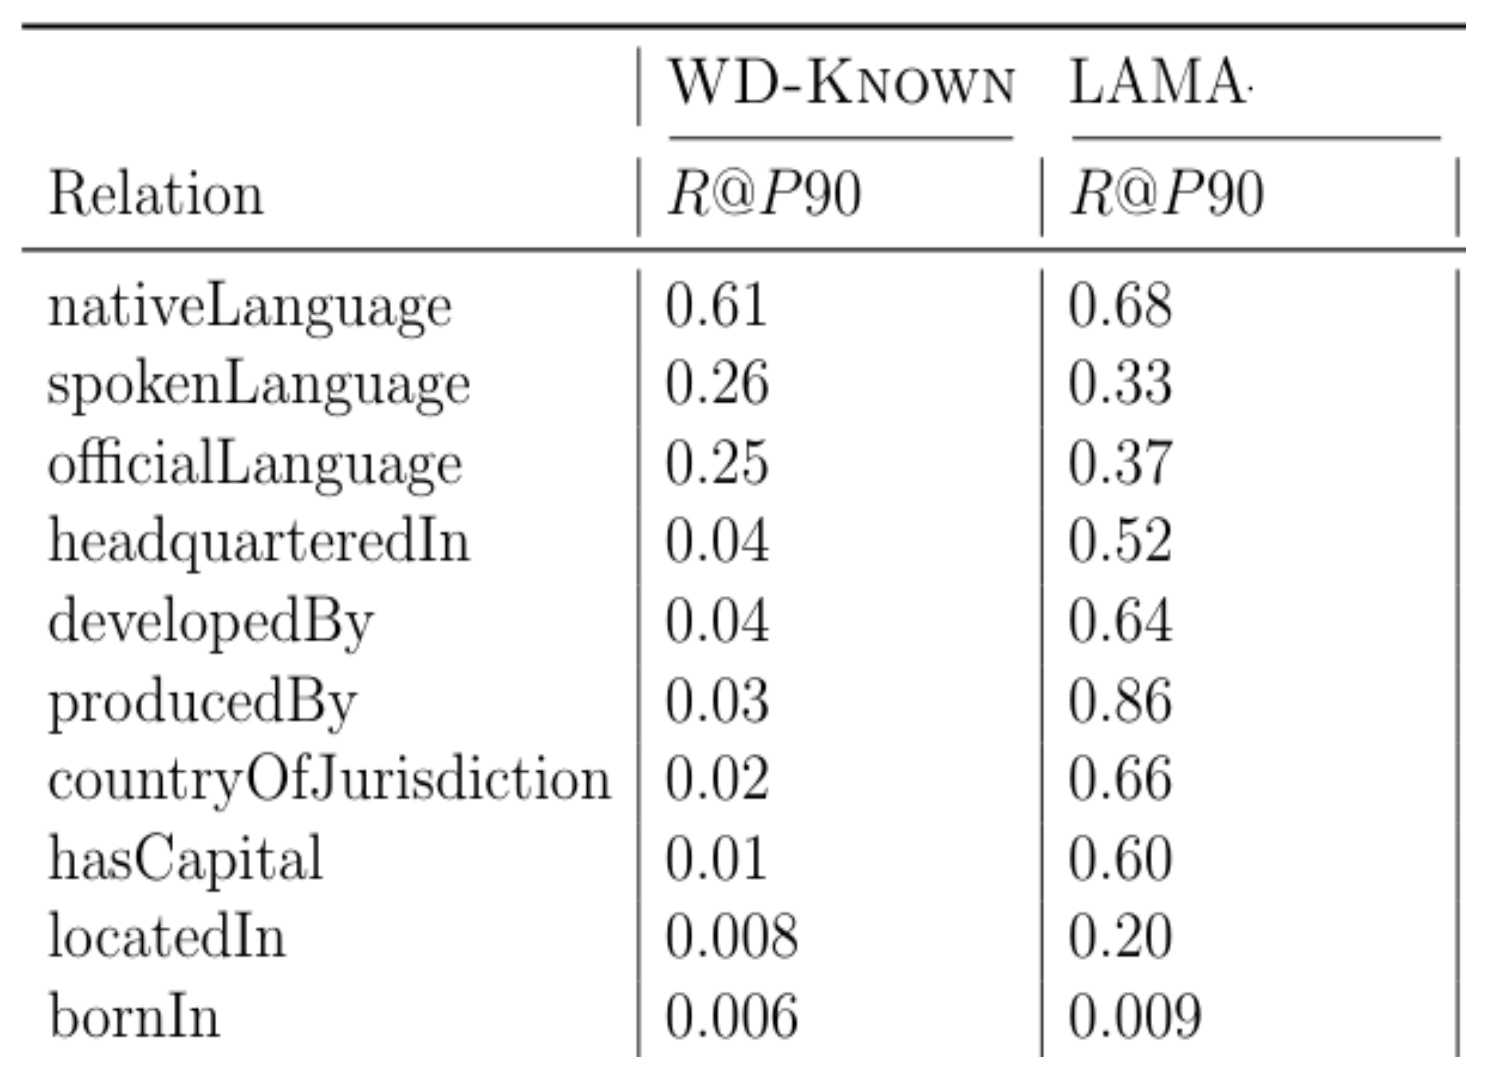 WD-Known LAMA
Relation R@P90 R@P90
nativeLanguage 0.61 0.68
spokenLanguage 0.26 0.33
officialLanguage 0.25 0.37
headquarteredIn 0.04 0.52
developedBy 0.04 0.64
producedBy 0.03 0.86
countryOfJurisdiction 0.02 0.66
hasCapital 0.01 0.60
locatedIn 0.008 0.20
bornIn 0.006 0.009